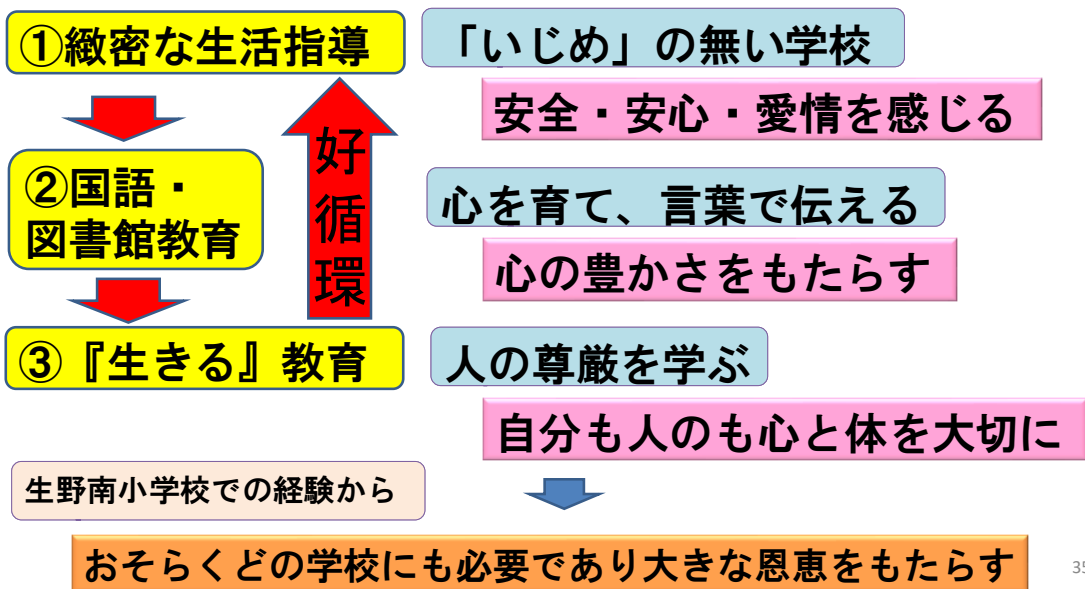 ①緻密な生活指導
「いじめ」の無い学校
安全・安心・愛情を感じる
好循環
②国語・
図書館教育
心を育て、言葉で伝える
心の豊かさをもたらす
③『生きる』教育
人の尊厳を学ぶ
自分も人のも心と体を大切に
生野南小学校での経験から
おそらくどの学校にも必要であり大きな恩恵をもたらす
35